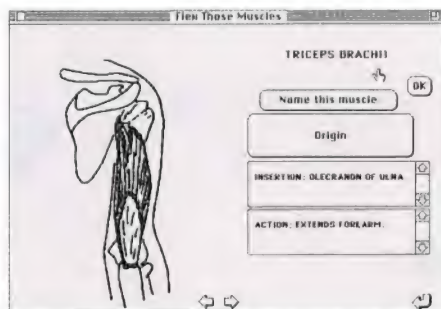 Flex Those Muscles
TRICEPS BRACHII
OK
Name this muscle
Origin
INSERTION: OLECRANON OF ULNA
ACTION: EXTENDS FOREARM.